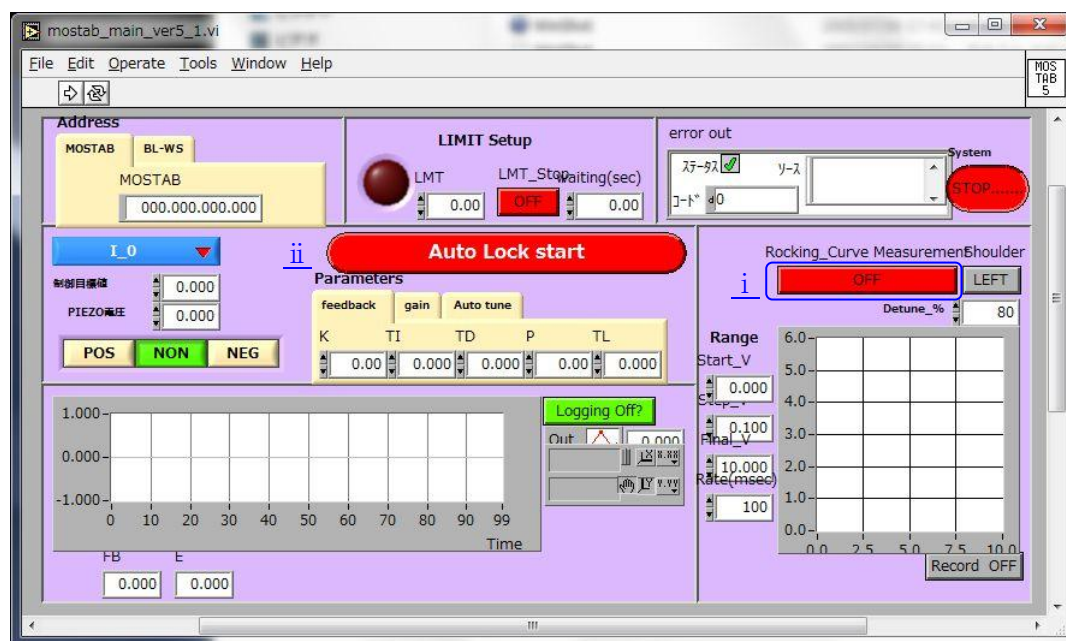 mostab_main_ver5_1.vi
File Edit Operate Tools Window Help
MOS
TAB
5
Address
MOSTAB BL-WS
MOSTAB
000.000.000.000
LIMIT Setup
LMT
0.00
LMT_Stop
OFF
Waiting(sec)
0.00
error out
ステータス
ソース
コード
d0
System
STOP.......
I_0
制御目標値
0.000
PIEZO電圧
0.000
POS NON NEG
ii
Auto Lock start
Parameters
feedback gain Auto tune
K TI TD P TL
0.00 0.000 0.000 0.00 0.000
Rocking_Curve Measurement
Shoulder
i
OFF
LEFT
Detune_%
80
Range
Start_V
0.000
Step_V
0.100
Final_V
10.000
Rate(msec)
100
6.0
5.0
4.0
3.0
2.0
1.0
0.0
0.0 2.5 5.0 7.5 10.0
Record OFF
1.000
0.000
-1.000
0 10 20 30 40 50 60 70 80 90 99
Time
Logging Off?
Out
0.000
X X.XX
Y Y.YY
FB E
0.000 0.000